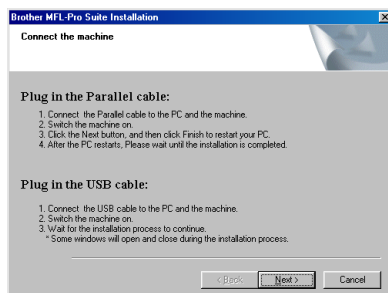 Brother MFL-Pro Suite Installation
Connect the machine
Plug in the Parallel cable:
1. Connect the Parallel cable to the PC and the machine.
2. Switch the machine on.
3. Click the Next button, and then click Finish to restart your PC.
4. After the PC restarts, Please wait until the installation is completed.
Plug in the USB cable:
1. Connect the USB cable to the PC and the machine.
2. Switch the machine on.
3. Wait for the installation process to continue.
* Some windows will open and close during the installation process.
< Back Next > Cancel